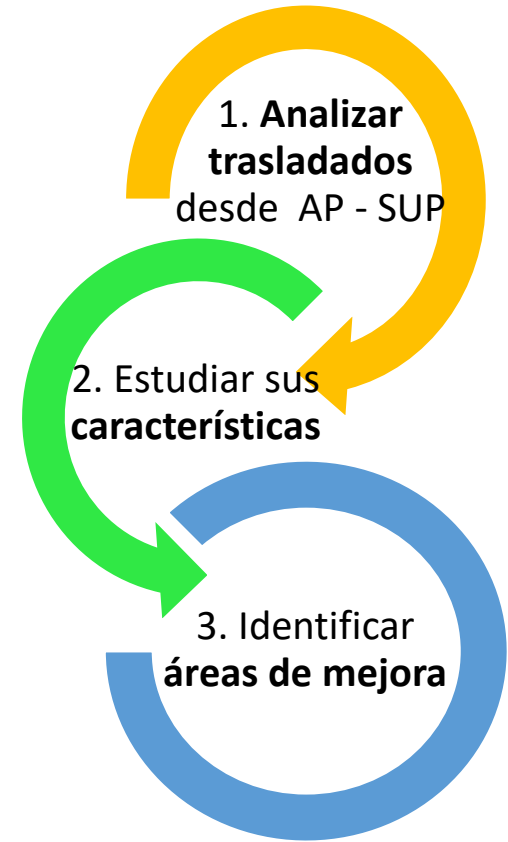 1. Analizar
trasladados
desde AP - SUP
2. Estudiar sus
características
3. Identificar
áreas de mejora